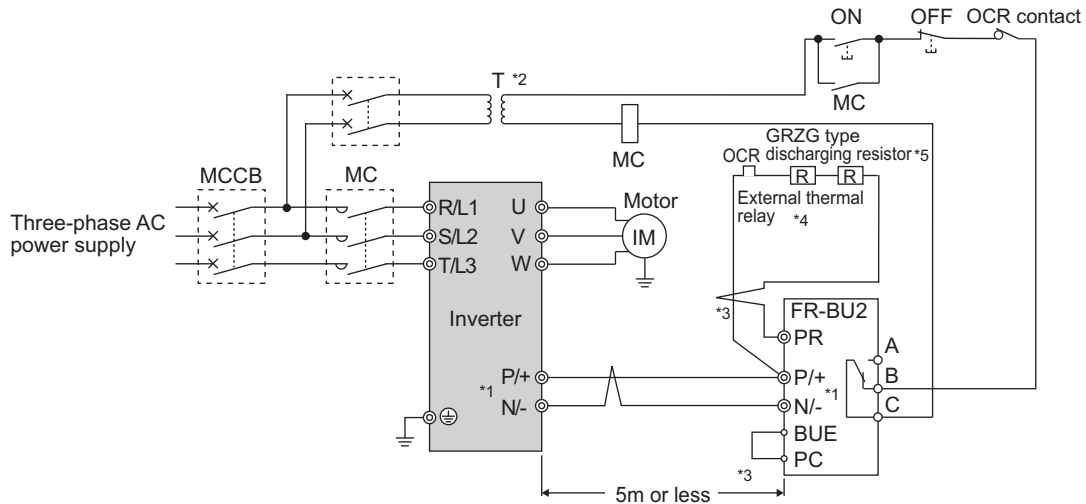 ON
OFF
OCR contact
T *2
MC
MC
GRZG type
OCR discharging resistor *5
R
R
External thermal
relay *4
MCCB
MC
Three-phase AC
power supply
R/L1
S/L2
T/L3
U
V
W
Motor
IM
Inverter
P/+
*1
N/-
*3
FR-BU2
PR
P/+
*1
N/-
BUE
PC
A
B
C
*3
5m or less